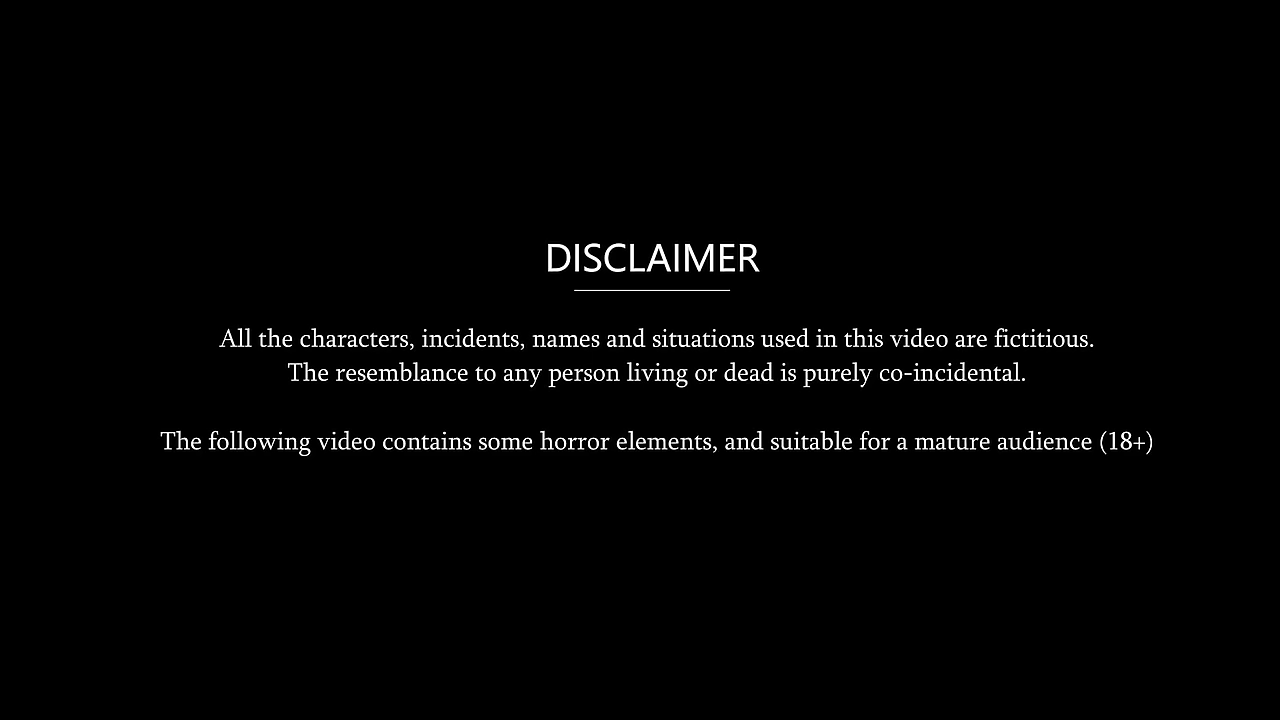 DISCLAIMER
All the characters, incidents, names and situations used in this video are fictitious.
The resemblance to any person living or dead is purely co-incidental.
The following video contains some horror elements, and suitable for a mature audience (18+)